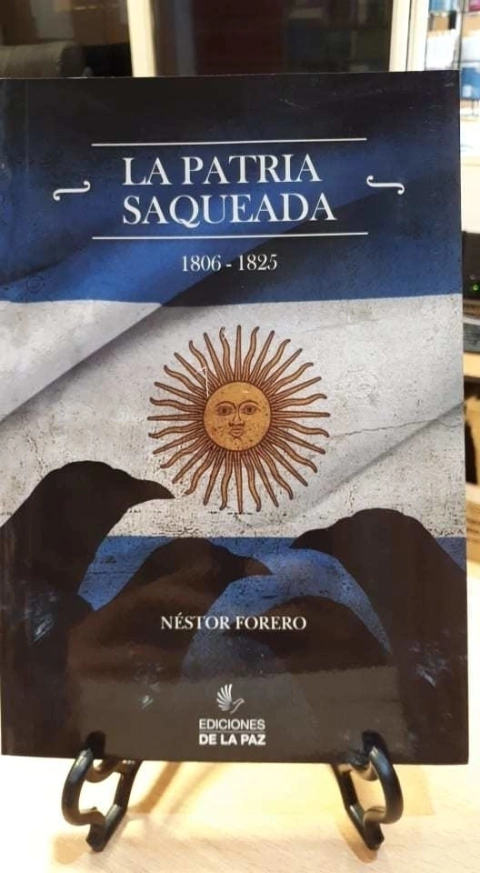 LA PATRIA
SAQUEADA
1806 - 1825
NÉSTOR FORERO
EDICIONES
DE LA PAZ